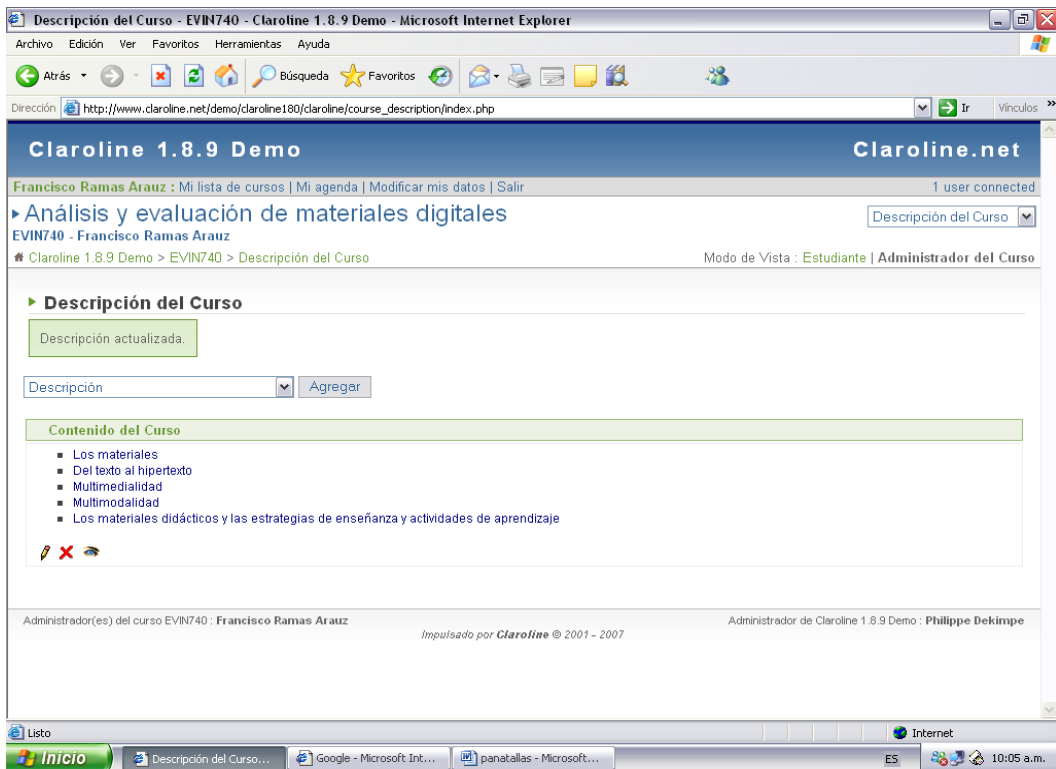 Descripción del Curso - EVIN740 - Claroline 1.8.9 Demo - Microsoft Internet Explorer
Archivo Edición Ver Favoritos Herramientas Ayuda
Atrás Búsqueda Favoritos
Dirección http://www.claroline.net/demo/claroline180/claroline/course_description/index.php Ir Vínculos »
Claroline 1.8.9 Demo Claroline.net
Francisco Ramas Arauz : Mi lista de cursos | Mi agenda | Modificar mis datos | Salir 1 user connected
Análisis y evaluación de materiales digitales Descripción del Curso
EVIN740 - Francisco Ramas Arauz
Claroline 1.8.9 Demo > EVIN740 > Descripción del Curso Modo de Vista : Estudiante | Administrador del Curso
Descripción del Curso
Descripción actualizada.
Descripción Agregar
Contenido del Curso
Los materiales
Del texto al hipertexto
Multimedialidad
Multimodalidad
Los materiales didácticos y las estrategias de enseñanza y actividades de aprendizaje
Administrador(es) del curso EVIN740 : Francisco Ramas Arauz Administrador de Claroline 1.8.9 Demo : Philippe Dekimpe
Impulsado por Claroline © 2001 - 2007
Listo Internet
Inicio Descripción del Curso... Google - Microsoft Int... panatallas - Microsoft... ES 10:05 a.m.